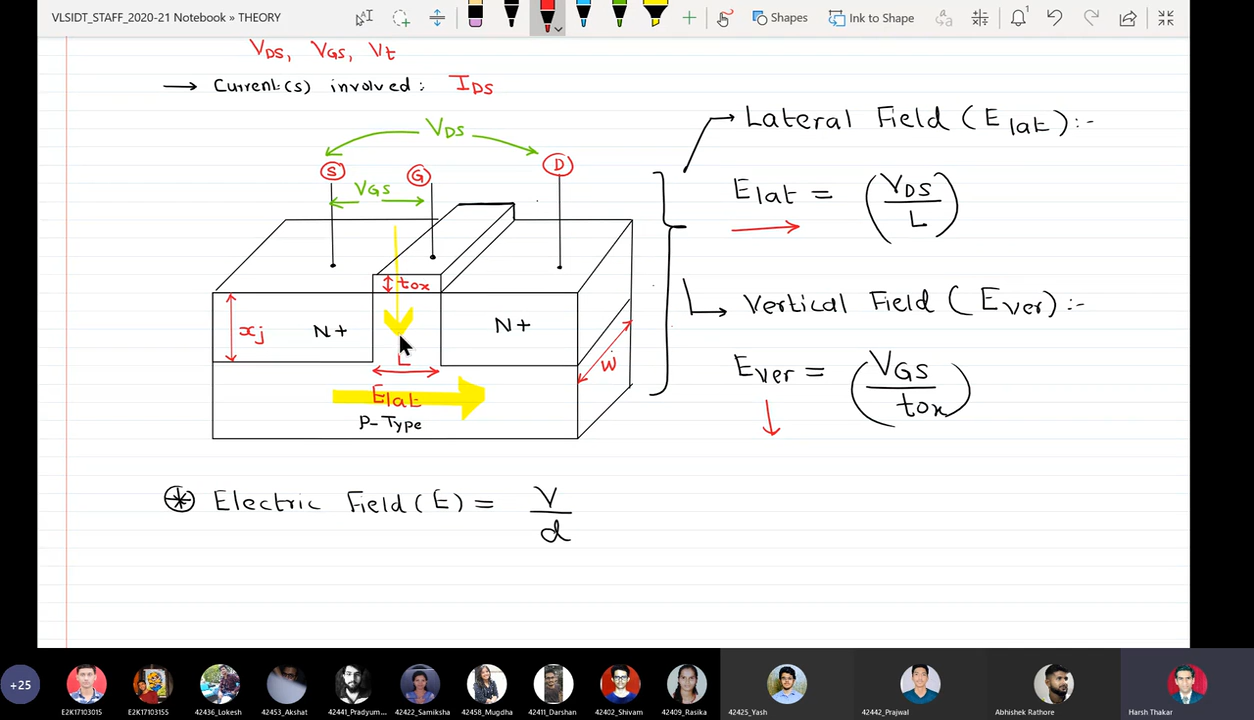 VLSIDT_STAFF_2020-21 Notebook » THEORY
Shapes
Ink to Shape
VDS, VGS, Vt
→ Current(s) involved: IDS
VDS
S
G
D
VGS
tox
xj
N+
N+
L
W
Elat
P-Type
→ Lateral Field (Elat):-
Elat = (VDS/L)
→ Vertical Field (Ever):-
Ever = (VGS/tox)
* Electric Field (E) = V/d
+25
E2K17103015
E2K17103155
42436_Lokesh
42453_Akshat
42441_Pradyum...
42422_Samiksha
42458_Mugdha
42411_Darshan
42402_Shivam
42409_Rasika
42425_Yash
42442_Prajwal
Abhishek Rathore
Harsh Thakar